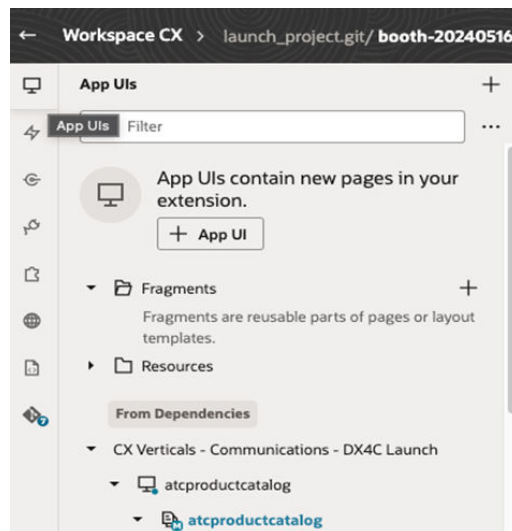 Workspace CX > launch_project.git/ booth-20240516
App UIs
App UIs
Filter
App UIs contain new pages in your
extension.
+ App UI
Fragments
Fragments are reusable parts of pages or layout
templates.
Resources
From Dependencies
CX Verticals - Communications - DX4C Launch
atcproductcatalog
atcproductcatalog